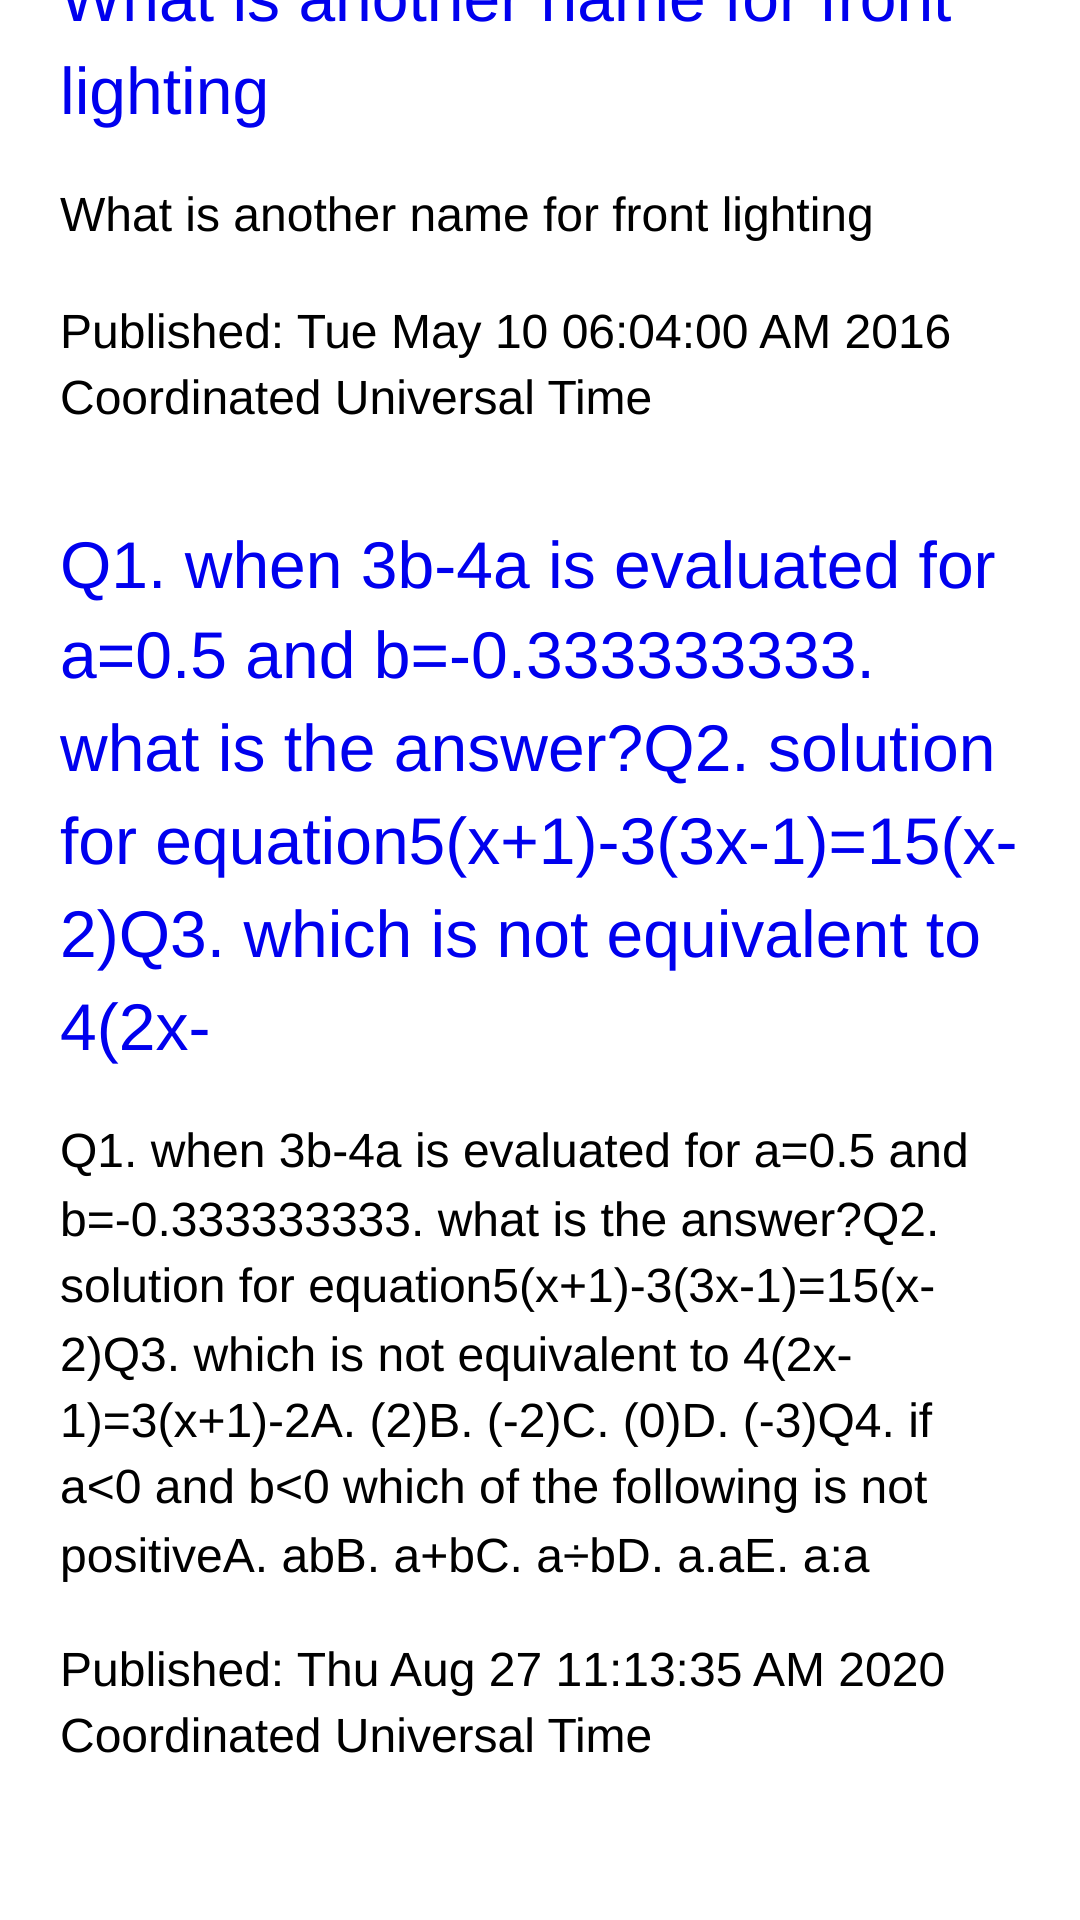 What is another name for front
lighting
What is another name for front lighting
Published: Tue May 10 06:04:00 AM 2016
Coordinated Universal Time
Q1. when 3b-4a is evaluated for
a=0.5 and b=-0.333333333.
what is the answer?Q2. solution
for equation5(x+1)-3(3x-1)=15(x-
2)Q3. which is not equivalent to
4(2x-
Q1. when 3b-4a is evaluated for a=0.5 and
b=-0.333333333. what is the answer?Q2.
solution for equation5(x+1)-3(3x-1)=15(x-
2)Q3. which is not equivalent to 4(2x-
1)=3(x+1)-2A. (2)B. (-2)C. (0)D. (-3)Q4. if
a<0 and b<0 which of the following is not
positiveA. abB. a+bC. a÷bD. a.aE. a:a
Published: Thu Aug 27 11:13:35 AM 2020
Coordinated Universal Time